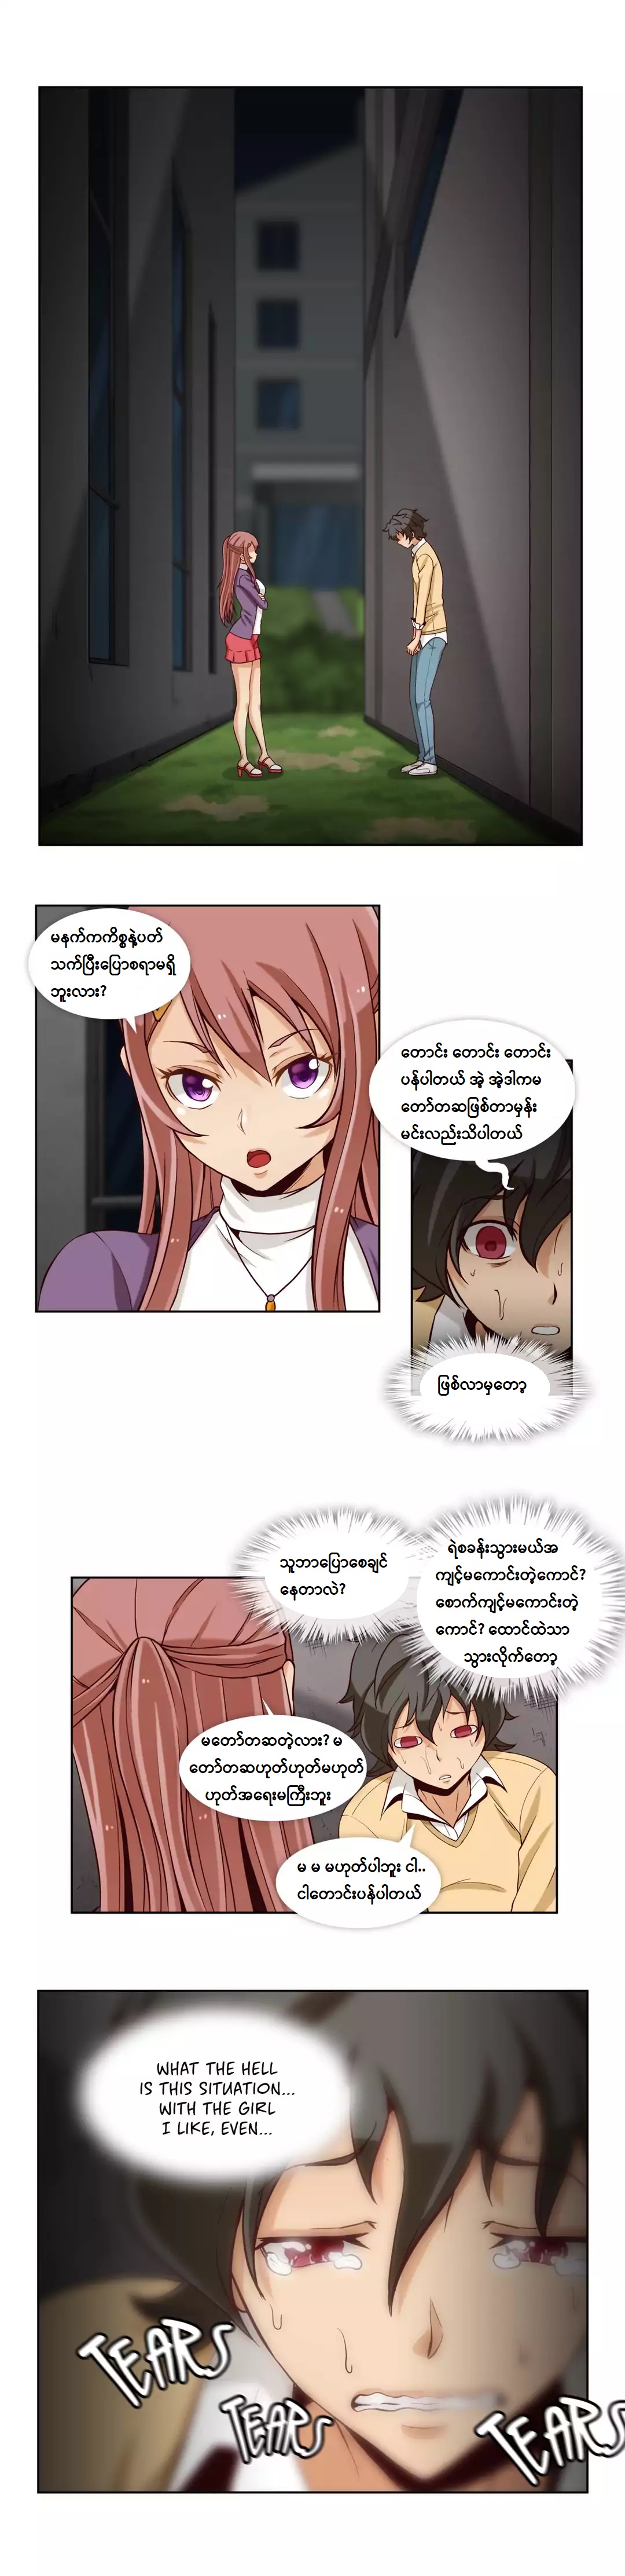 မနက်ကကိစ္စနဲ့ပတ်
သက်ပြီးပြောစရာမရှိ
ဘူးလား?
တောင်း တောင်း တောင်း
ပန်ပါတယ် အဲ့ အဲ့ဒါကမ
တော်တဆဖြစ်တာမှန်း
မင်းလည်းသိပါတယ်
ဖြစ်လာမှတော့
သူဘာပြောစေချင်
နေတာလဲ?
ရဲစခန်းသွားမယ်အ
ကျင့်မကောင်းတဲ့ကောင်?
စောက်ကျင့်မကောင်းတဲ့
ကောင်? ထောင်ထဲသာ
သွားလိုက်တော့
မတော်တဆတဲ့လား? မ
တော်တဆဟုတ်ဟုတ်မဟုတ်
ဟုတ်အရေးမကြီးဘူး
မ မ မဟုတ်ပါဘူး ငါ..
ငါတောင်းပန်ပါတယ်
WHAT THE HELL
IS THIS SITUATION...
WITH THE GIRL
I LIKE, EVEN...
TEARS
TEARS
TEARS